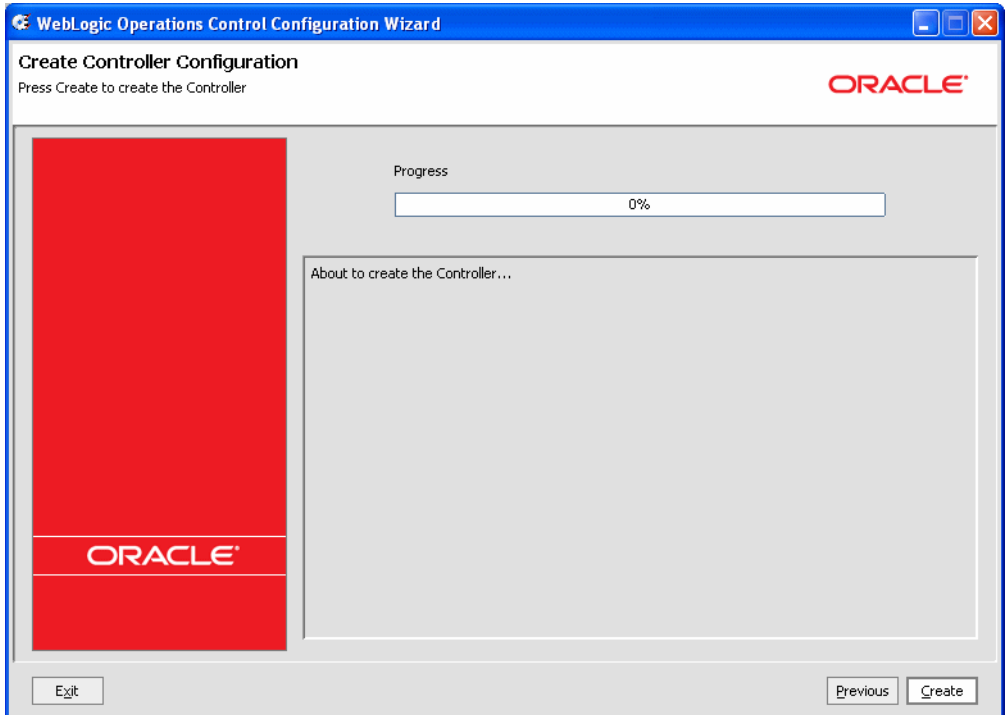 WebLogic Operations Control Configuration Wizard
Create Controller Configuration
Press Create to create the Controller
ORACLE
Progress
0%
About to create the Controller...
ORACLE
Exit
Previous
Create